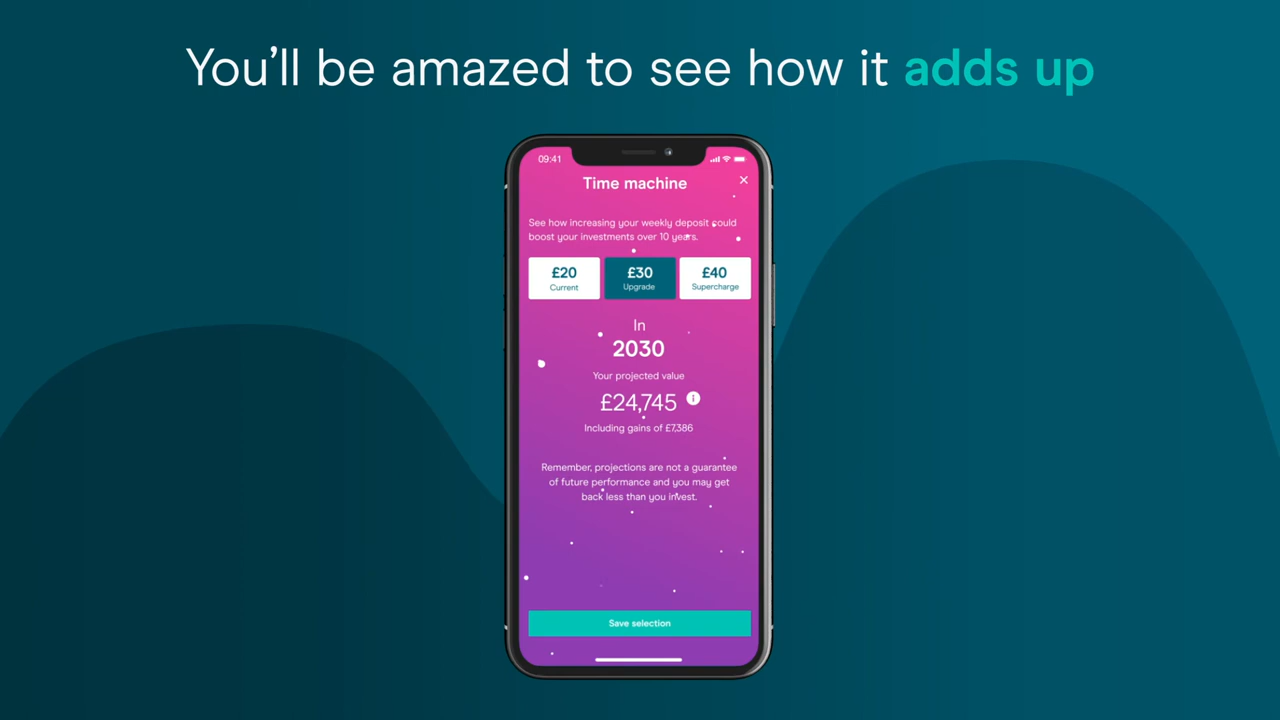 You'll be amazed to see how it adds up
09:41
Time machine
See how increasing your weekly deposit could
boost your investments over 10 years.
£20 £30 £40
Current Upgrade Supercharge
In
2030
Your projected value
£24,745
Including gains of £7,386
Remember, projections are not a guarantee
of future performance and you may get
back less than you invest.
Save selection